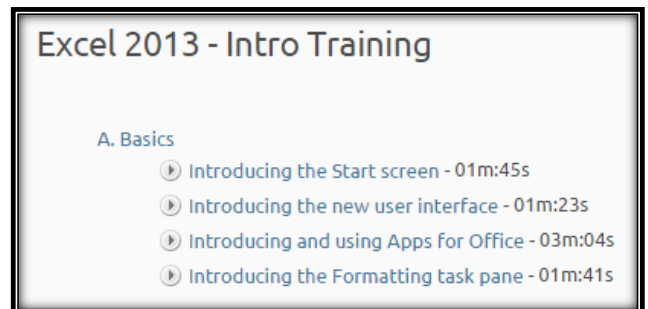 Excel 2013 - Intro Training
A. Basics
Introducing the Start screen - 01m:45s
Introducing the new user interface - 01m:23s
Introducing and using Apps for Office - 03m:04s
Introducing the Formatting task pane - 01m:41s